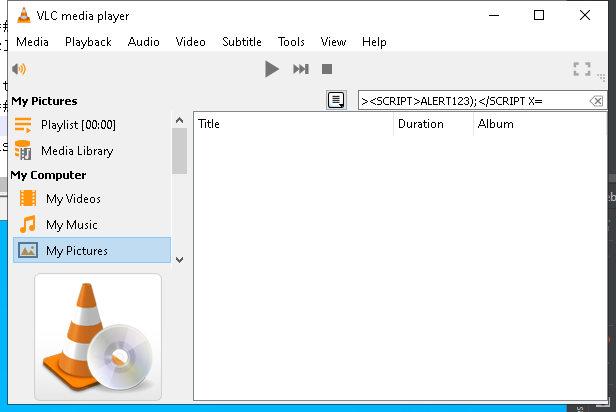 VLC media player
Media Playback Audio Video Subtitle Tools View Help
My Pictures
><SCRIPT>ALERT123);</SCRIPT X=
Playlist [00:00]
Media Library
My Computer
My Videos
My Music
My Pictures
Title Duration Album